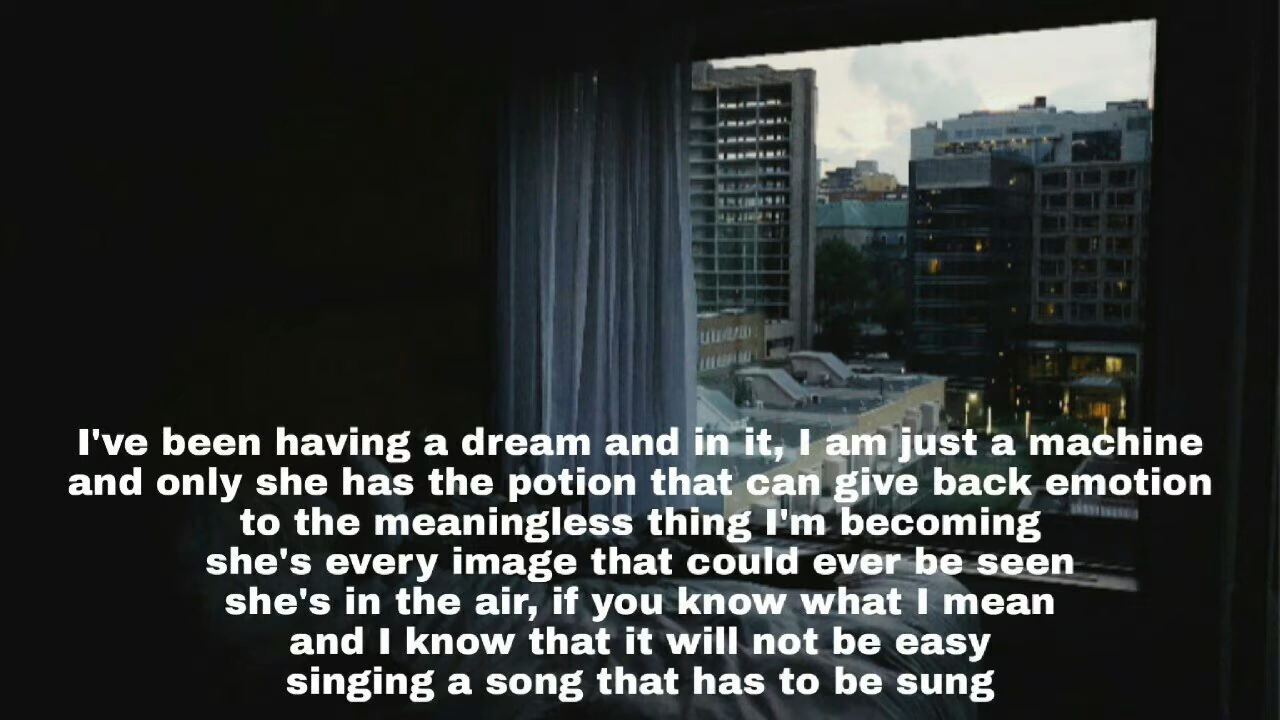 I've been having a dream and in it, I am just a machine
and only she has the potion that can give back emotion
to the meaningless thing I'm becoming
she's every image that could ever be seen
she's in the air, if you know what I mean
and I know that it will not be easy
singing a song that has to be sung